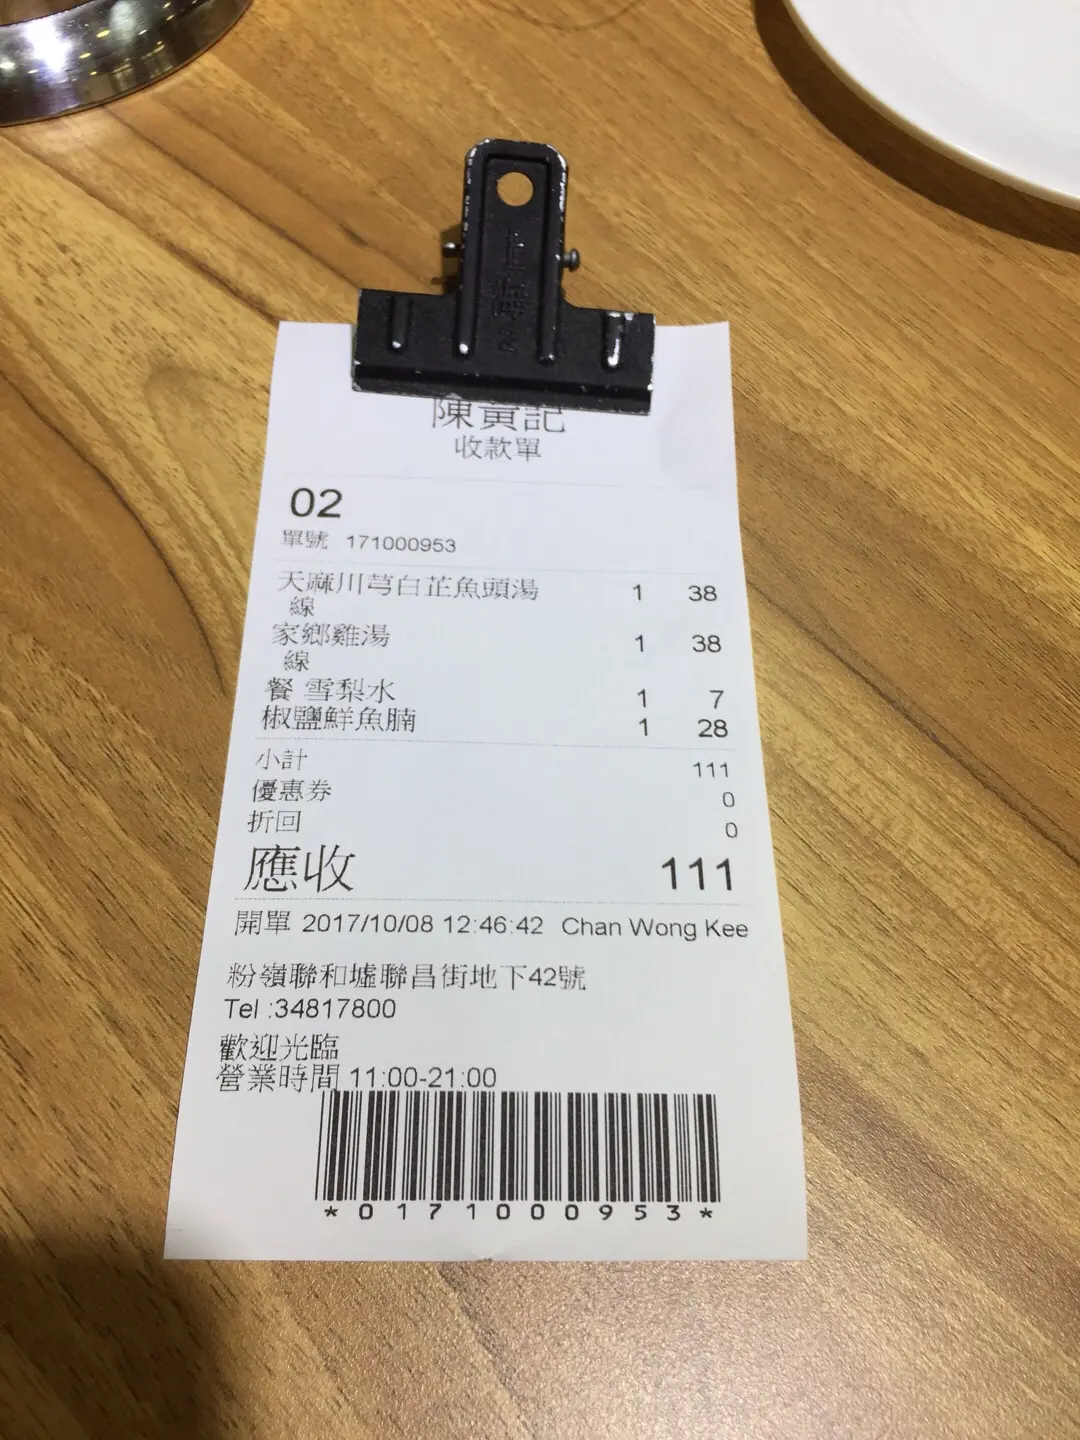 陳黃記
收款單
02
單號 171000953
天麻川芎白芷魚頭湯 1 38
線
家鄉雞湯 1 38
線
餐 雪梨水 1 7
椒鹽鮮魚腩 1 28
小計 111
優惠券 0
折回 0
應收 111
開單 2017/10/08 12:46:42 Chan Wong Kee
粉嶺聯和墟聯昌街地下42號
Tel :34817800
歡迎光臨
營業時間 11:00-21:00
*0171000953*